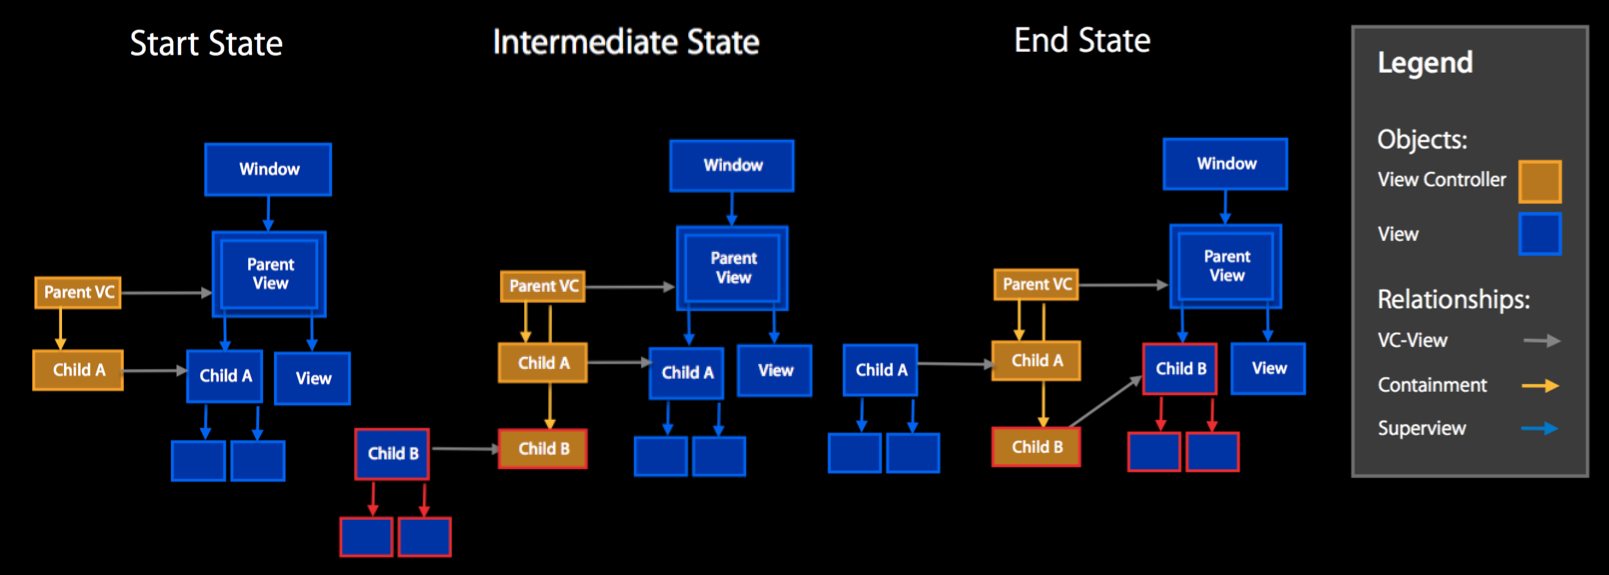 Start State
Window
Parent
View
Parent VC
Child A
Child A
View
Intermediate State
Window
Parent
View
Parent VC
Child A
Child A
View
Child B
Child B
End State
Window
Parent
View
Parent VC
Child A
Child A
Child B
View
Child B
Legend
Objects:
View Controller
View
Relationships:
VC-View
Containment
Superview